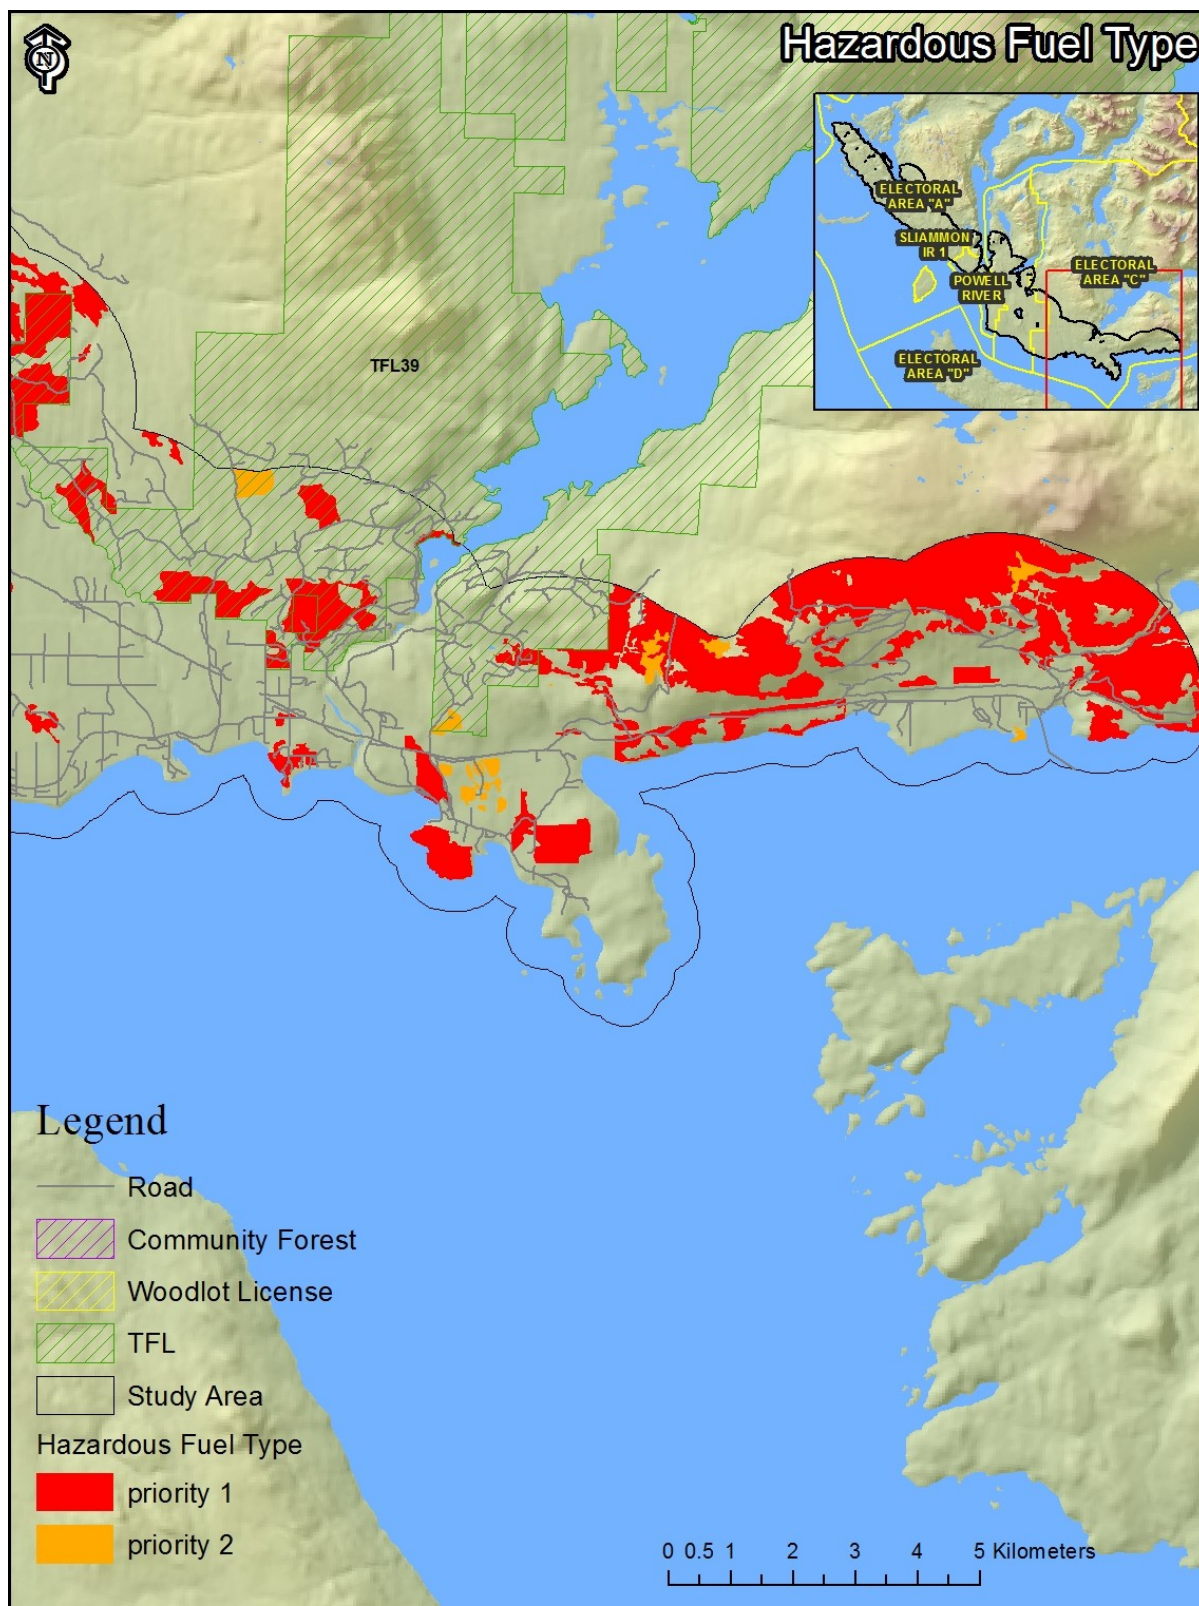 N
Hazardous Fuel Type
ELECTORAL
AREA "A"
SLIAMMON
IR 1
POWELL
RIVER
ELECTORAL
AREA "C"
ELECTORAL
AREA "D"
TFL39
Legend
Road
Community Forest
Woodlot License
TFL
Study Area
Hazardous Fuel Type
priority 1
priority 2
0 0.5 1 2 3 4 5 Kilometers